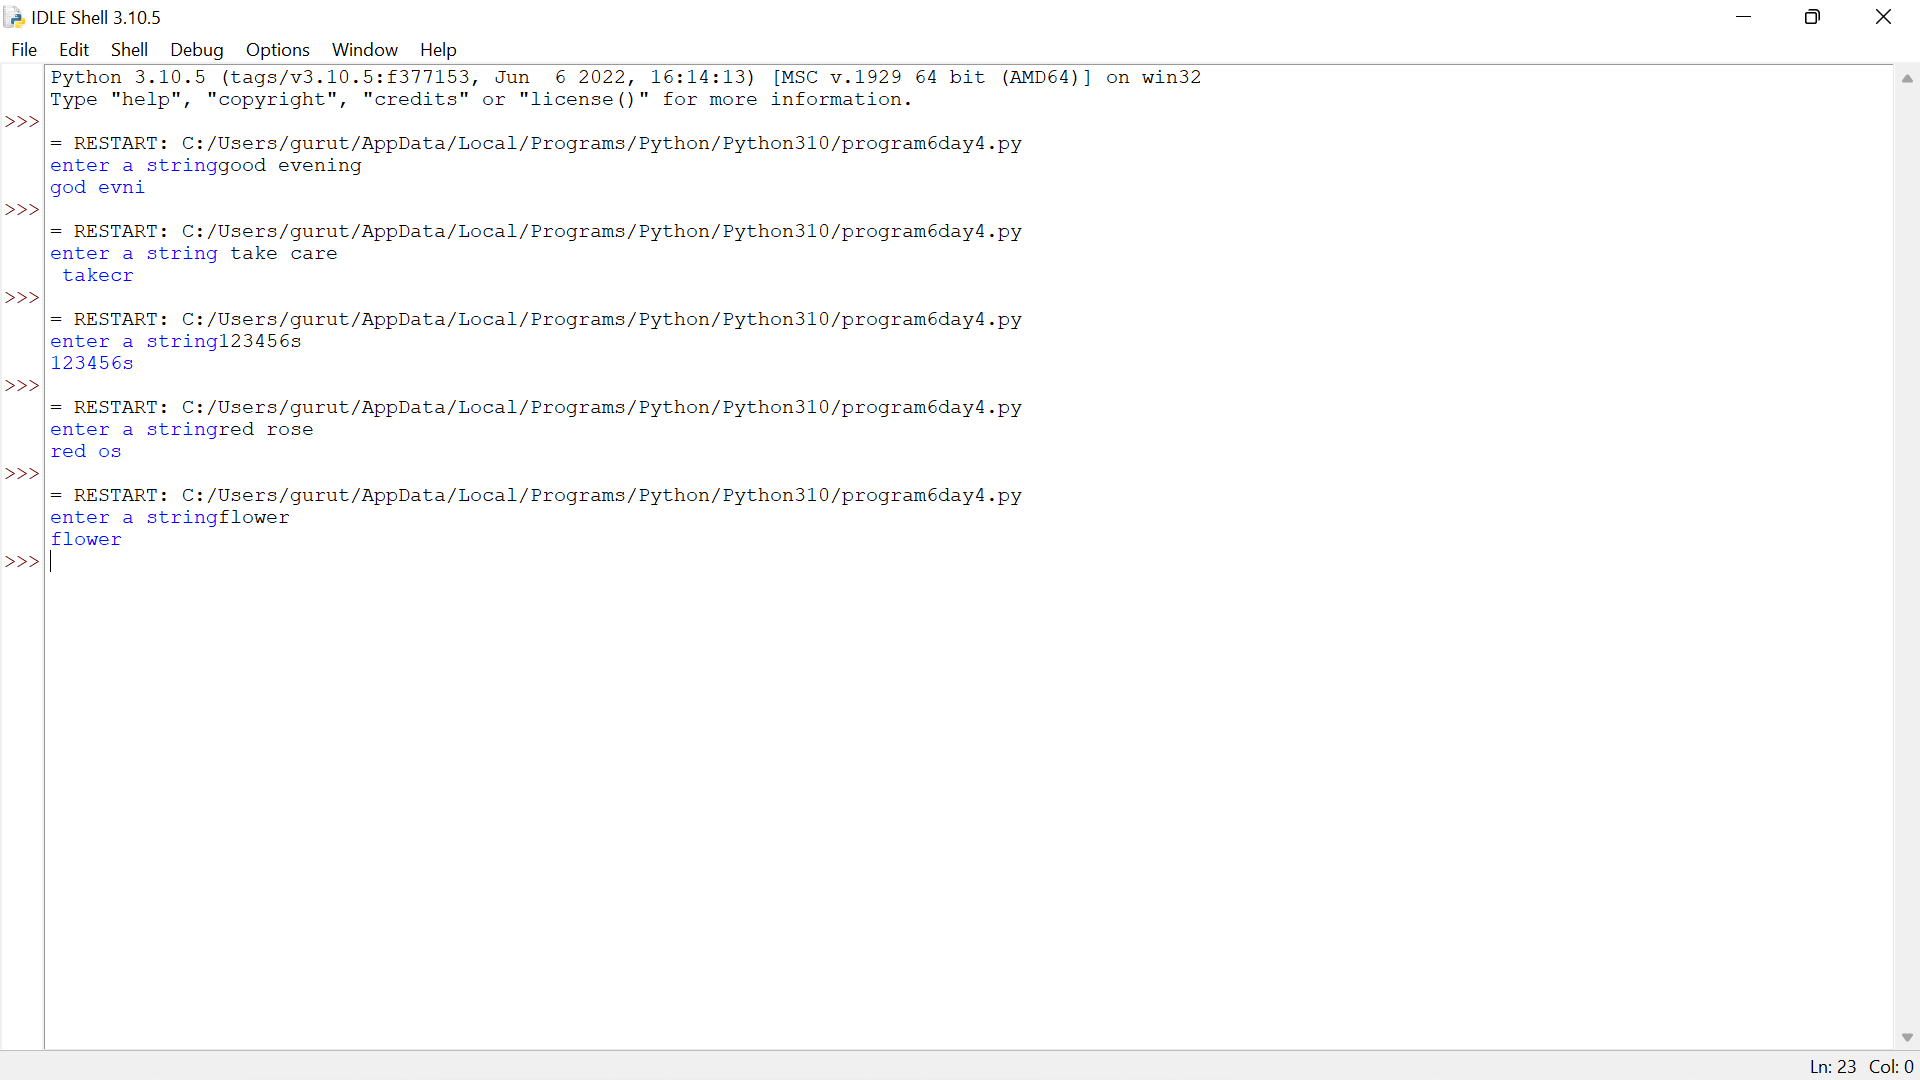 IDLE Shell 3.10.5
File Edit Shell Debug Options Window Help
Python 3.10.5 (tags/v3.10.5:f377153, Jun  6 2022, 16:14:13) [MSC v.1929 64 bit (AMD64)] on win32
Type "help", "copyright", "credits" or "license()" for more information.
>>>
= RESTART: C:/Users/gurut/AppData/Local/Programs/Python/Python310/program6day4.py
enter a stringgood evening
god evni
>>>
= RESTART: C:/Users/gurut/AppData/Local/Programs/Python/Python310/program6day4.py
enter a string take care
 takecr
>>>
= RESTART: C:/Users/gurut/AppData/Local/Programs/Python/Python310/program6day4.py
enter a string123456s
123456s
>>>
= RESTART: C:/Users/gurut/AppData/Local/Programs/Python/Python310/program6day4.py
enter a stringred rose
red os
>>>
= RESTART: C:/Users/gurut/AppData/Local/Programs/Python/Python310/program6day4.py
enter a stringflower
flower
>>>
Ln: 23 Col: 0